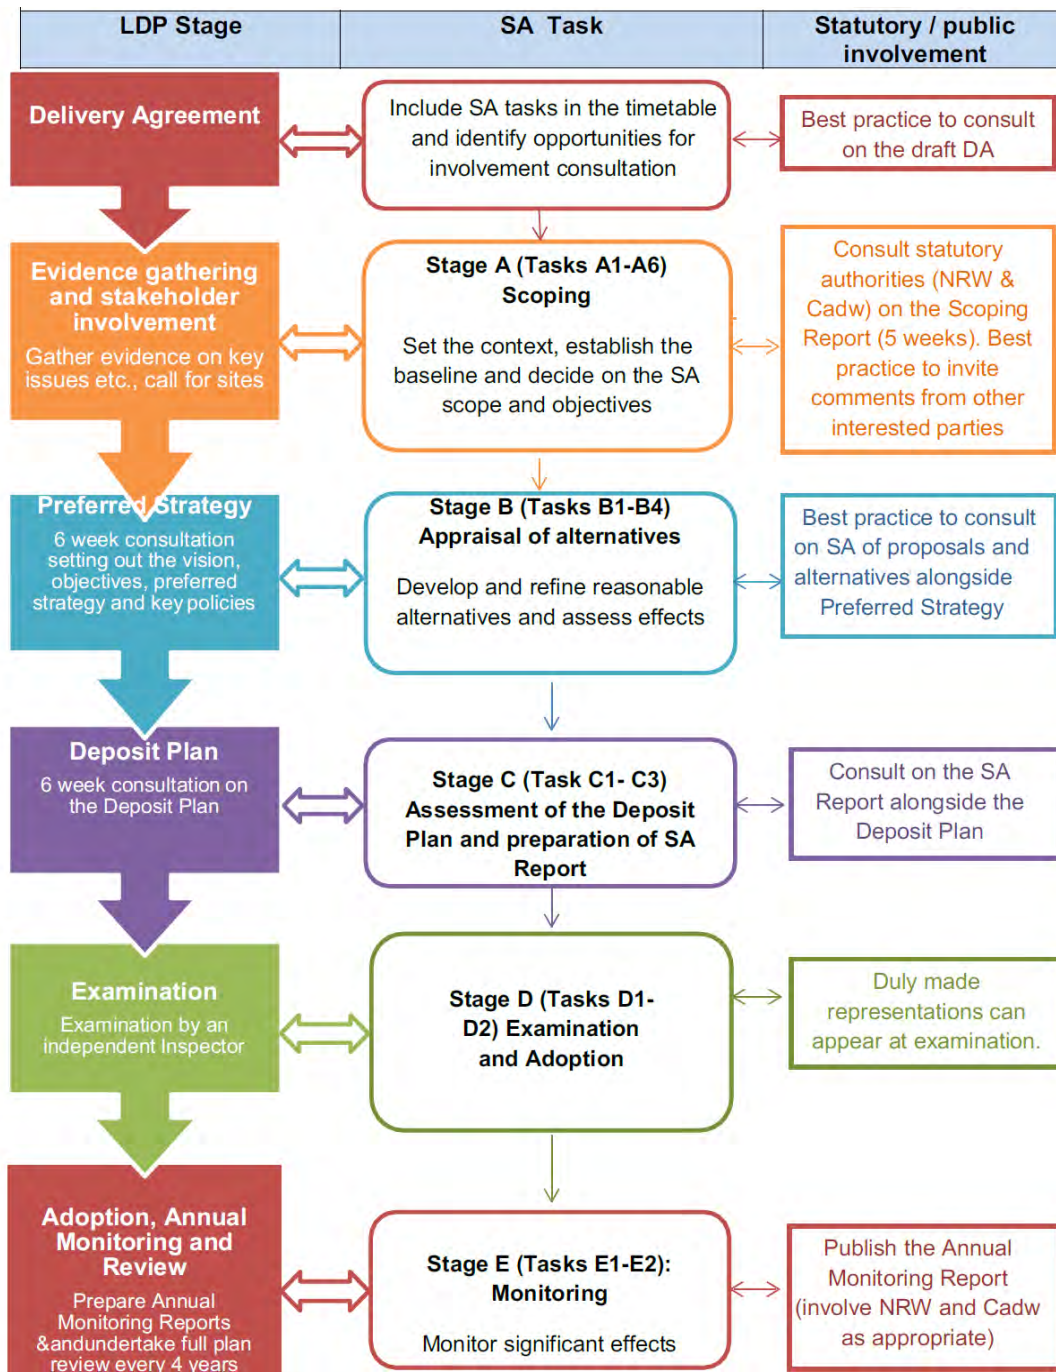 LDP Stage
SA Task
Statutory / public
involvement
Delivery Agreement
Include SA tasks in the timetable
and identify opportunities for
involvement consultation
Best practice to consult
on the draft DA
Evidence gathering
and stakeholder
involvement
Gather evidence on key
issues etc., call for sites
Stage A (Tasks A1-A6)
Scoping
Set the context, establish the
baseline and decide on the SA
scope and objectives
Consult statutory
authorities (NRW &
Cadw) on the Scoping
Report (5 weeks). Best
practice to invite
comments from other
interested parties
Preferred Strategy
6 week consultation
setting out the vision,
objectives, preferred
strategy and key policies
Stage B (Tasks B1-B4)
Appraisal of alternatives
Develop and refine reasonable
alternatives and assess effects
Best practice to consult
on SA of proposals and
alternatives alongside
Preferred Strategy
Deposit Plan
6 week consultation on
the Deposit Plan
Stage C (Task C1- C3)
Assessment of the Deposit
Plan and preparation of SA
Report
Consult on the SA
Report alongside the
Deposit Plan
Examination
Examination by an
independent Inspector
Stage D (Tasks D1-
D2) Examination
and Adoption
Duly made
representations can
appear at examination.
Adoption, Annual
Monitoring and
Review
Prepare Annual
Monitoring Reports
&andundertake full plan
review every 4 years
Stage E (Tasks E1-E2):
Monitoring
Monitor significant effects
Publish the Annual
Monitoring Report
(involve NRW and Cadw
as appropriate)